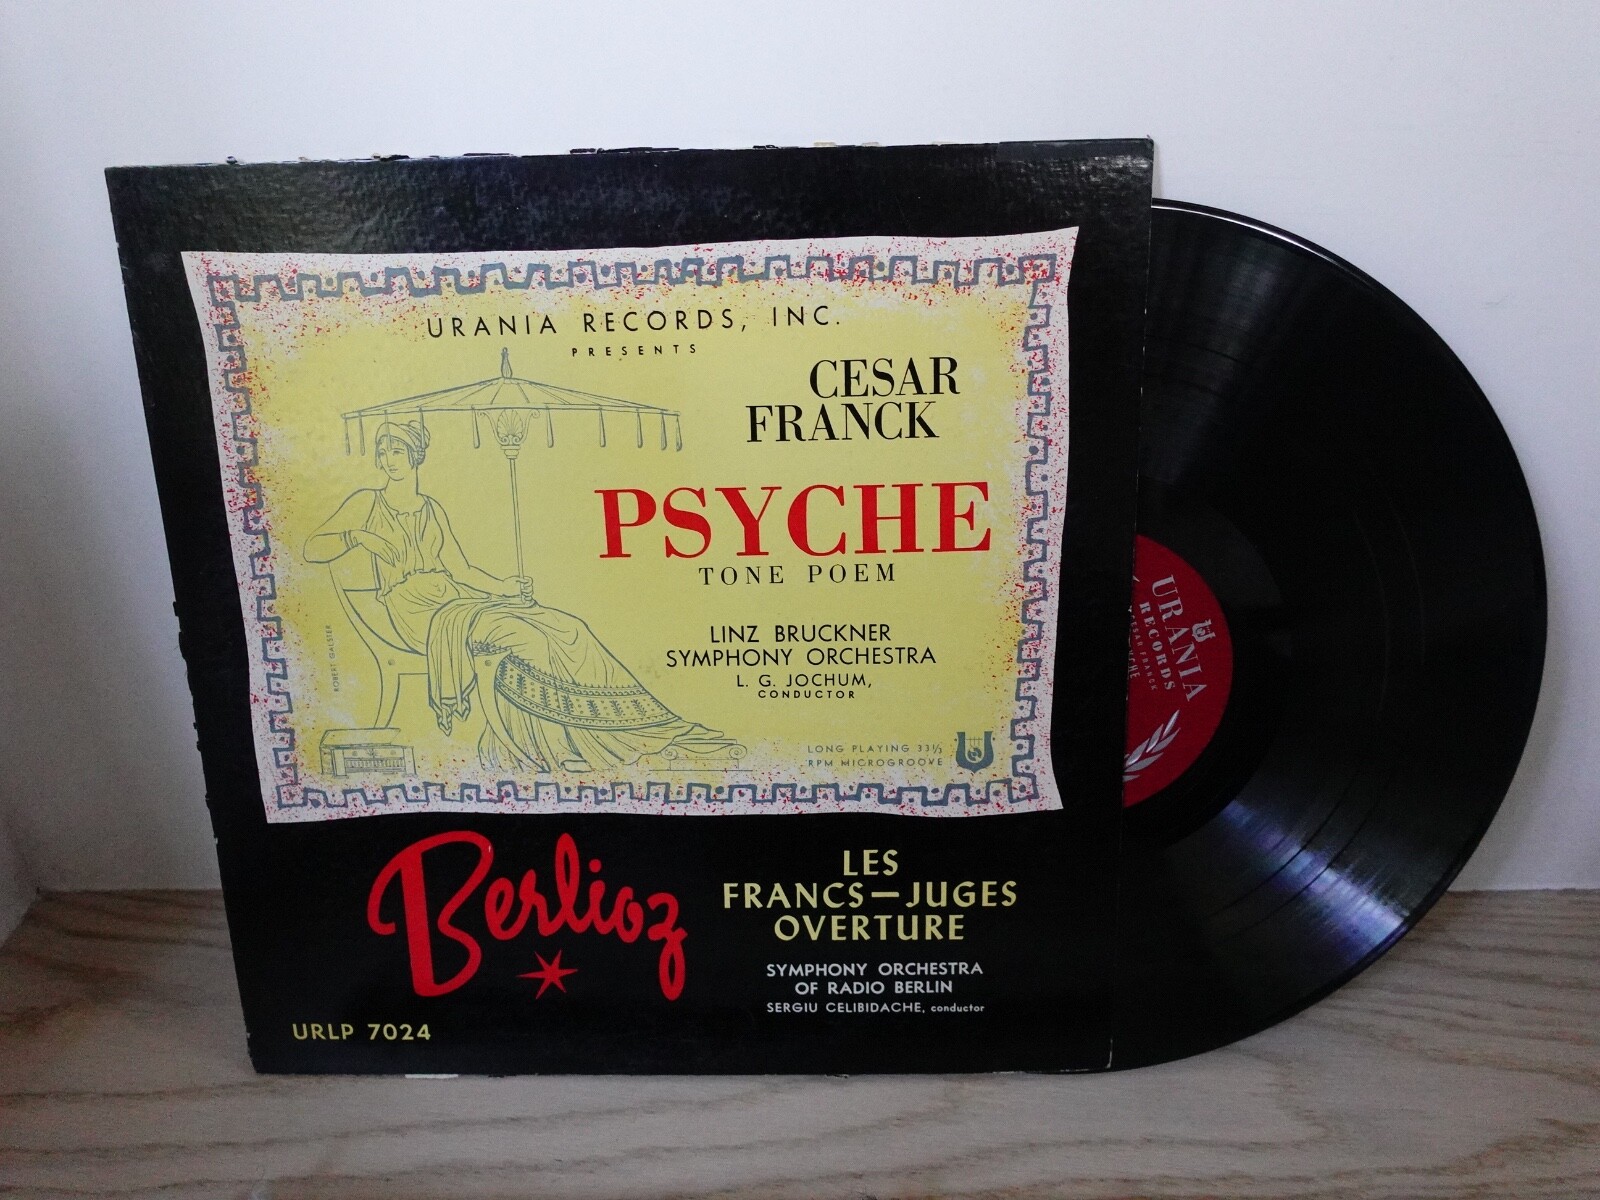 URANIA RECORDS, INC.
PRESENTS
CESAR
FRANCK
PSYCHE
TONE POEM
LINZ BRUCKNER
SYMPHONY ORCHESTRA
L. G. JOCHUM,
CONDUCTOR
ROBERT GALSTER
LONG PLAYING 33⅓
RPM MICROGROOVE
Berlioz
LES
FRANCS—JUGES
OVERTURE
SYMPHONY ORCHESTRA
OF RADIO BERLIN
SERGIU CELIBIDACHE, conductor
URLP 7024
URANIA
RECORDS
CESAR FRANCK